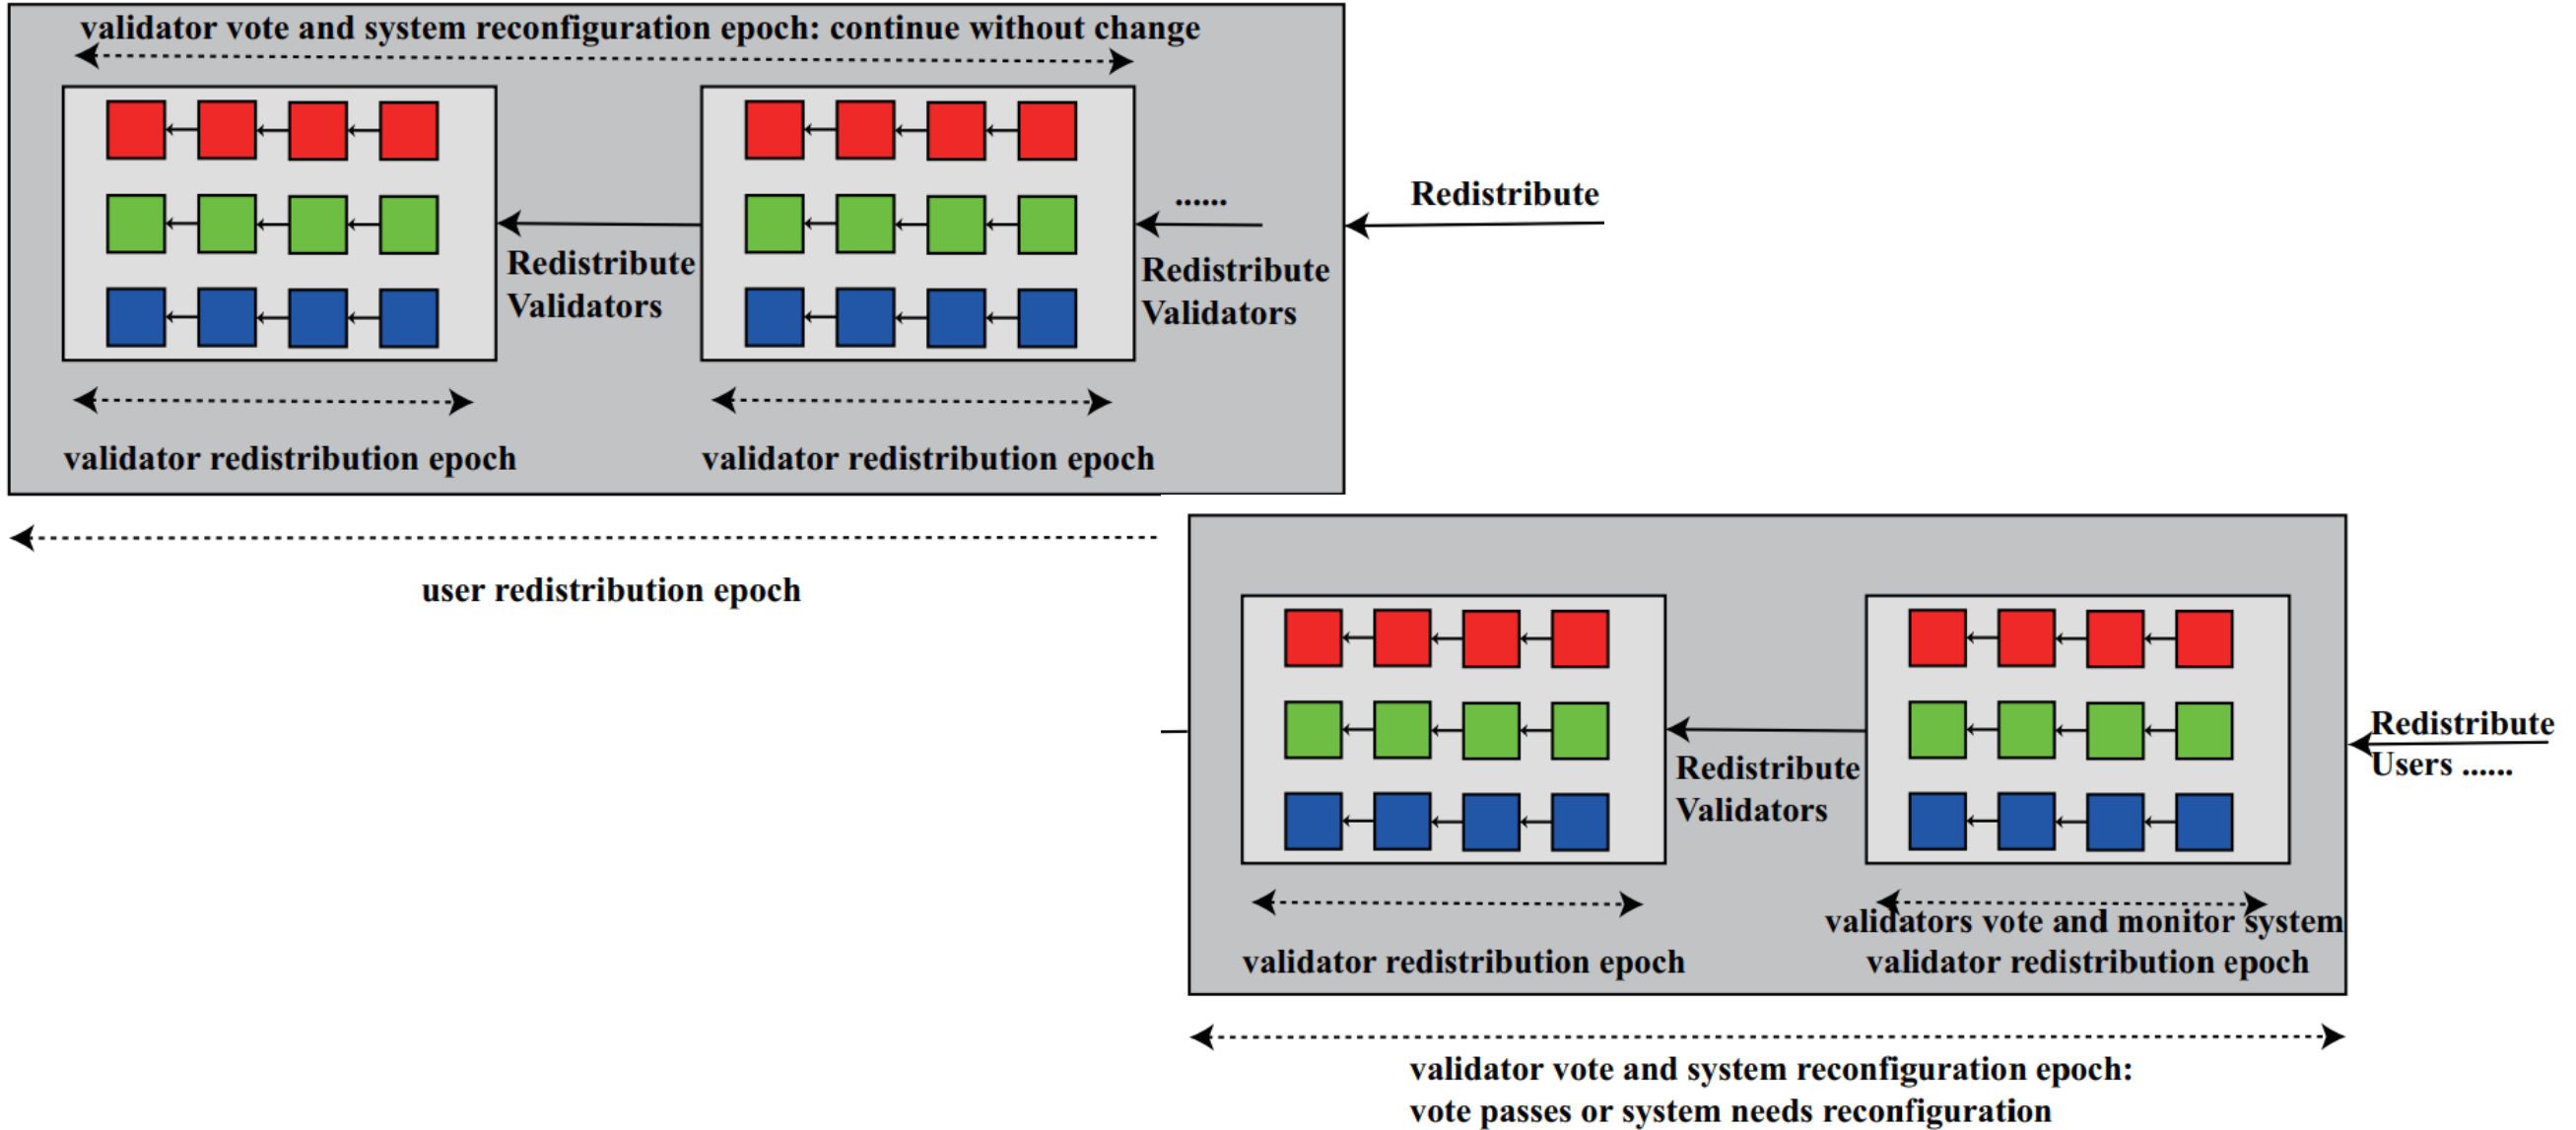 validator vote and system reconfiguration epoch: continue without change
......
Redistribute
Validators
Redistribute
Validators
Redistribute
validator redistribution epoch
validator redistribution epoch
user redistribution epoch
Redistribute
Validators
Redistribute
Users ......
validators vote and monitor system
validator redistribution epoch
validator redistribution epoch
validator vote and system reconfiguration epoch:
vote passes or system needs reconfiguration